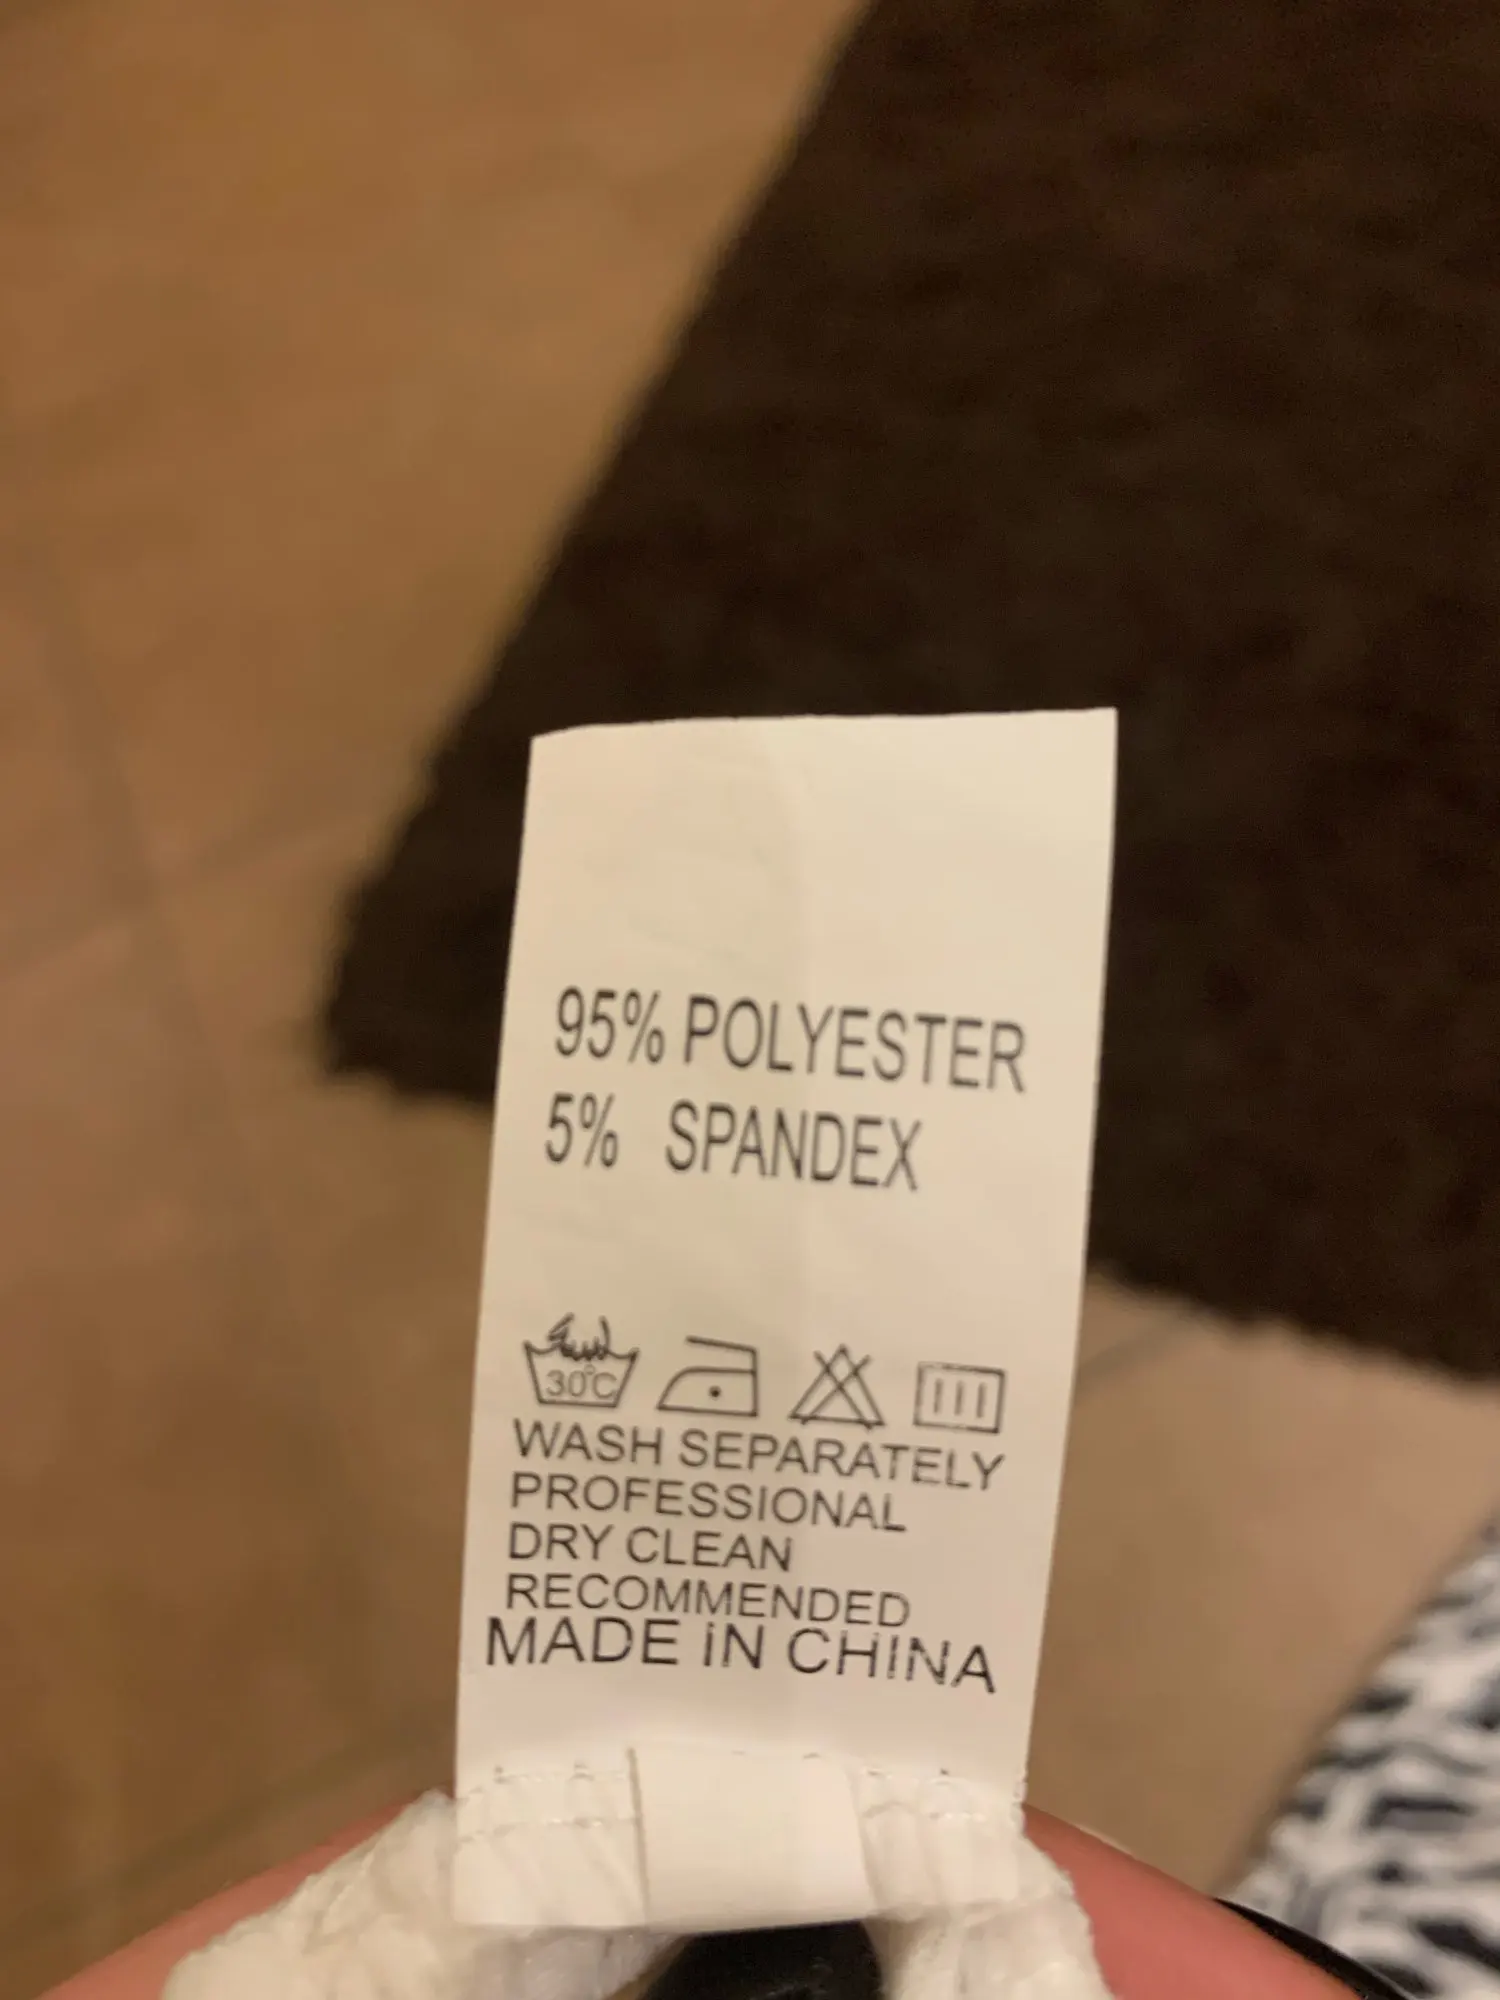 95% POLYESTER
5% SPANDEX
30°C
WASH SEPARATELY
PROFESSIONAL
DRY CLEAN
RECOMMENDED
MADE IN CHINA